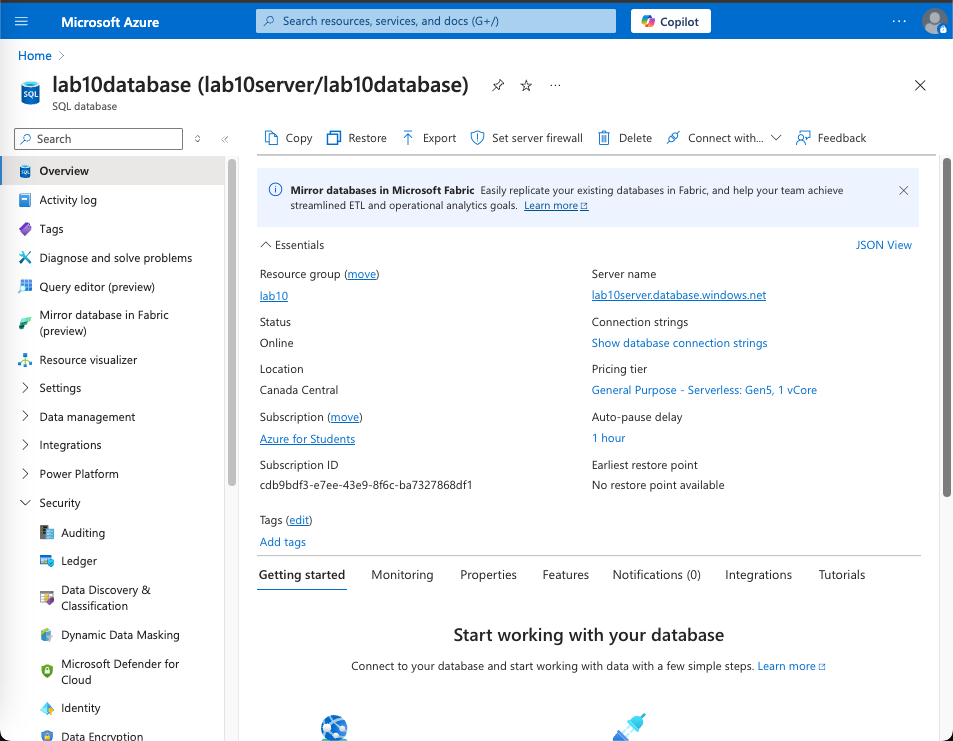 Microsoft Azure
Search resources, services, and docs (G+/)
Copilot
Home
lab10database (lab10server/lab10database)
SQL
SQL database
Search
Copy
Restore
Export
Set server firewall
Delete
Connect with...
Feedback
Overview
Activity log
Tags
Diagnose and solve problems
Query editor (preview)
Mirror database in Fabric
(preview)
Resource visualizer
Settings
Data management
Integrations
Power Platform
Security
Auditing
Ledger
Data Discovery &
Classification
Dynamic Data Masking
Microsoft Defender for
Cloud
Identity
Data Encryption
Mirror databases in Microsoft Fabric Easily replicate your existing databases in Fabric, and help your team achieve
streamlined ETL and operational analytics goals. Learn more
Essentials
JSON View
Resource group (move)
lab10
Status
Online
Location
Canada Central
Subscription (move)
Azure for Students
Subscription ID
cdb9bdf3-e7ee-43e9-8f6c-ba7327868df1
Server name
lab10server.database.windows.net
Connection strings
Show database connection strings
Pricing tier
General Purpose - Serverless: Gen5, 1 vCore
Auto-pause delay
1 hour
Earliest restore point
No restore point available
Tags (edit)
Add tags
Getting started
Monitoring
Properties
Features
Notifications (0)
Integrations
Tutorials
Start working with your database
Connect to your database and start working with data with a few simple steps. Learn more